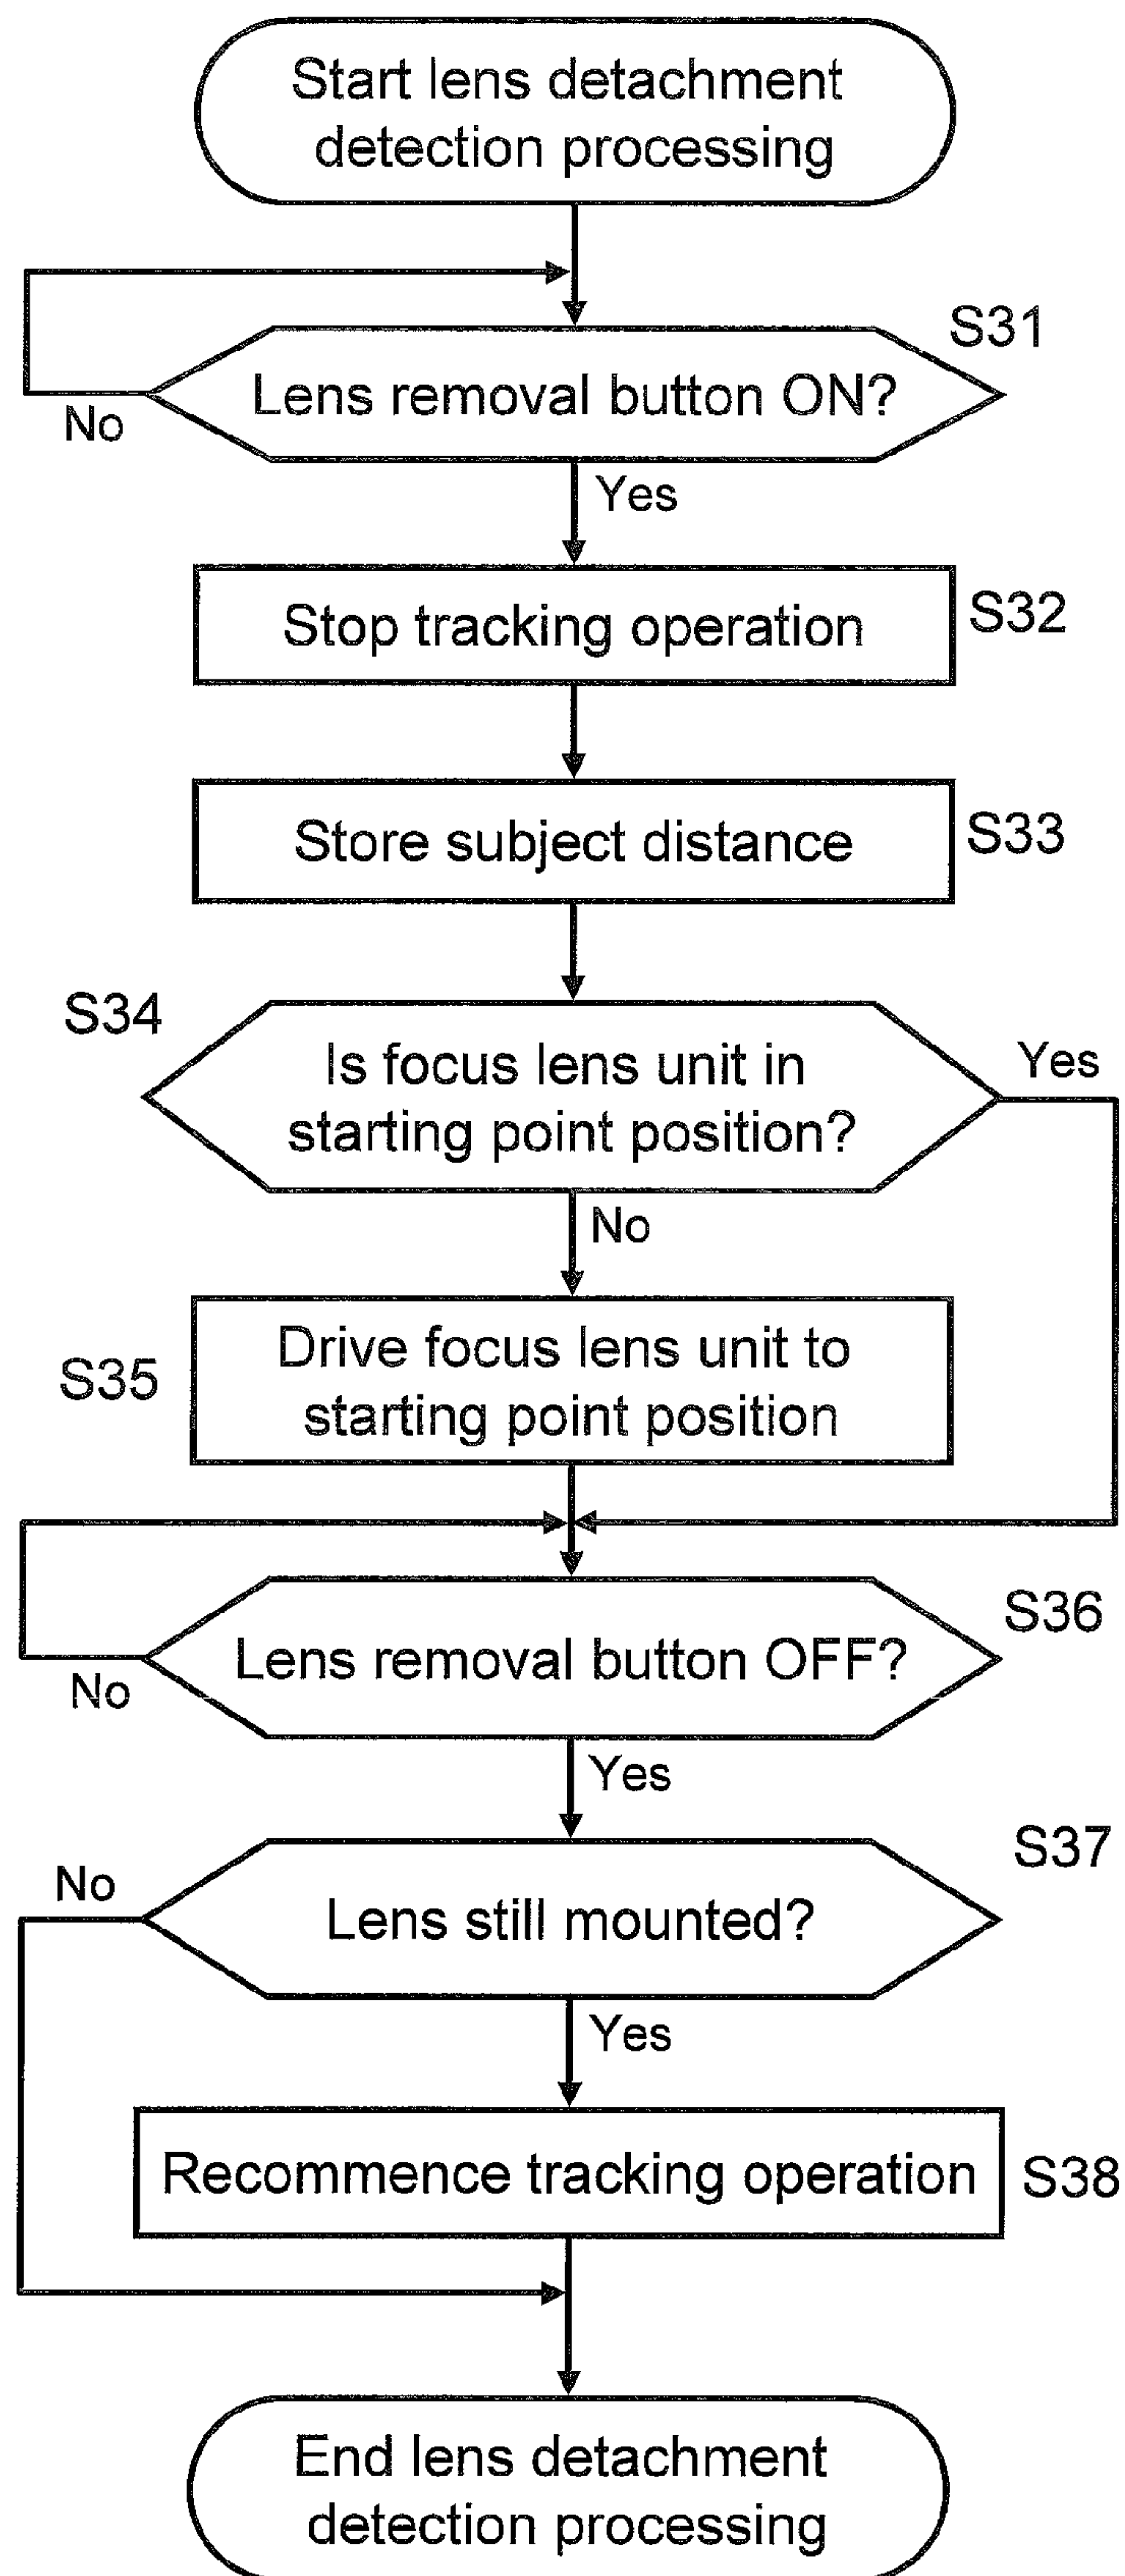 Start lens detachment
detection processing
S31
Lens removal button ON?
No
Yes
Stop tracking operation
S32
Store subject distance
S33
S34
Is focus lens unit in
starting point position?
Yes
No
Drive focus lens unit to
starting point position
S35
S36
Lens removal button OFF?
No
Yes
S37
No
Lens still mounted?
Yes
Recommence tracking operation
S38
End lens detachment
detection processing